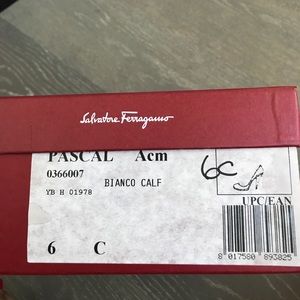 Salvatore Ferragamo
PASCAL Acm
0366007
6C
BIANCO CALF
YB H 01978
UPC/EAN
6 C
8 017580 893825